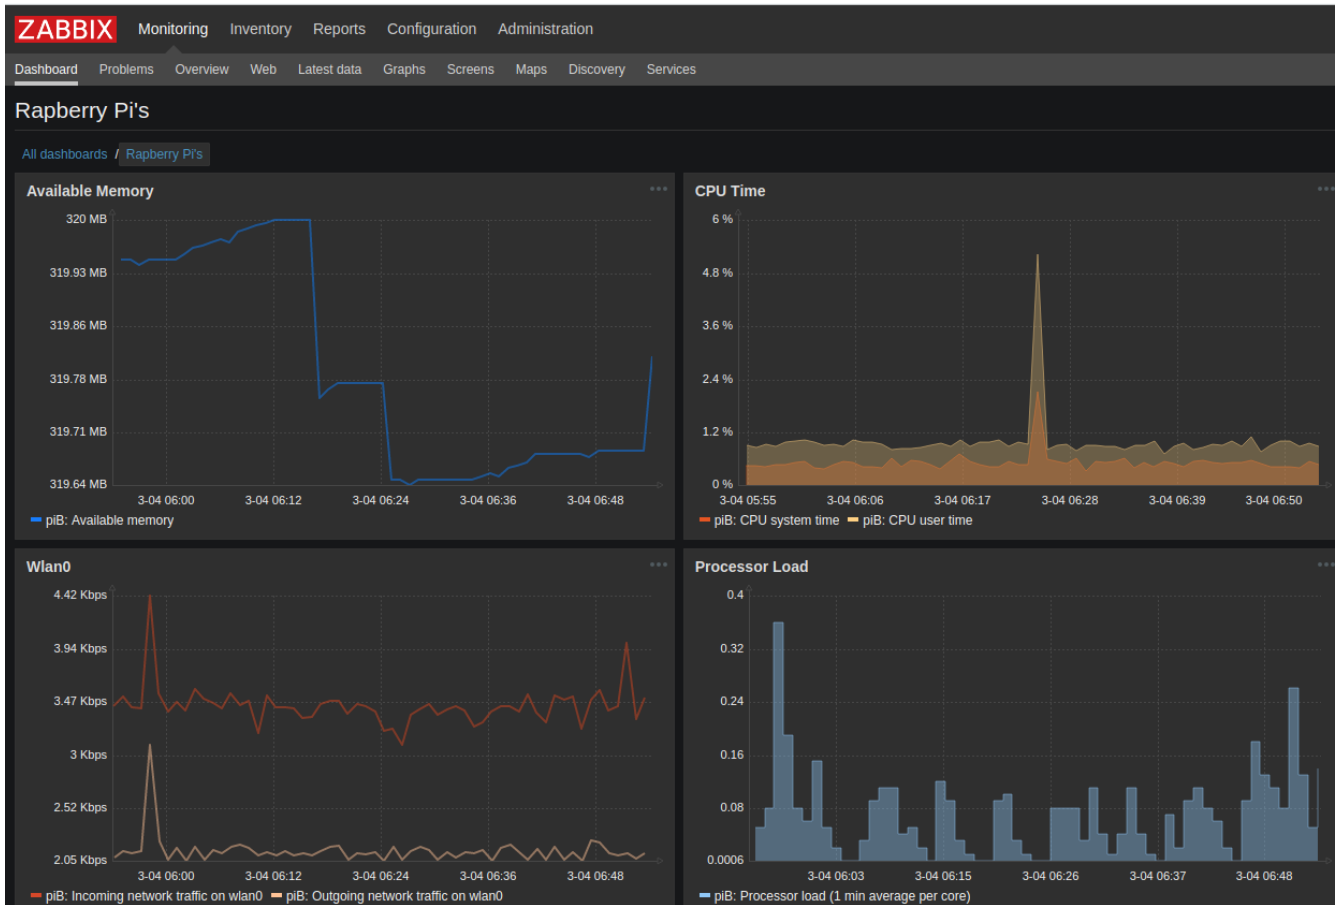 ZABBIX Monitoring Inventory Reports Configuration Administration
Dashboard Problems Overview Web Latest data Graphs Screens Maps Discovery Services
Rapberry Pi's
All dashboards / Rapberry Pi's
Available Memory
320 MB
319.93 MB
319.86 MB
319.78 MB
319.71 MB
319.64 MB
3-04 06:00 3-04 06:12 3-04 06:24 3-04 06:36 3-04 06:48
piB: Available memory
CPU Time
6 %
4.8 %
3.6 %
2.4 %
1.2 %
0 %
3-04 05:55 3-04 06:06 3-04 06:17 3-04 06:28 3-04 06:39 3-04 06:50
piB: CPU system time piB: CPU user time
Wlan0
4.42 Kbps
3.94 Kbps
3.47 Kbps
3 Kbps
2.52 Kbps
2.05 Kbps
3-04 06:00 3-04 06:12 3-04 06:24 3-04 06:36 3-04 06:48
piB: Incoming network traffic on wlan0 piB: Outgoing network traffic on wlan0
Processor Load
0.4
0.32
0.24
0.16
0.08
0.0006
3-04 06:03 3-04 06:15 3-04 06:26 3-04 06:37 3-04 06:48
piB: Processor load (1 min average per core)